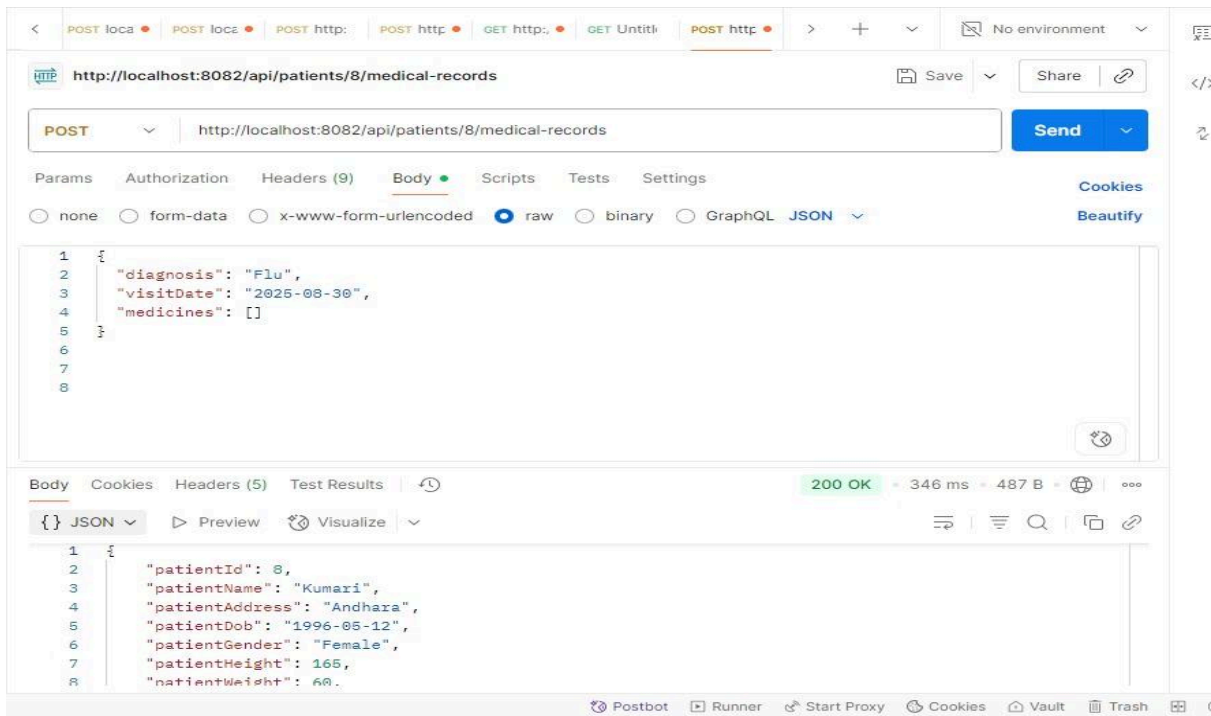 < POST loca POST loca POST http: POST http GET http:, GET Untitl POST http > + No environment
HTTP http://localhost:8082/api/patients/8/medical-records Save Share
POST http://localhost:8082/api/patients/8/medical-records Send
Params Authorization Headers (9) Body Scripts Tests Settings Cookies
none form-data x-www-form-urlencoded raw binary GraphQL JSON Beautify
1 {
2 "diagnosis": "Flu",
3 "visitDate": "2025-08-30",
4 "medicines": []
5 }
6
7
8
Body Cookies Headers (5) Test Results 200 OK 346 ms 487 B
{} JSON Preview Visualize
1 {
2 "patientId": 8,
3 "patientName": "Kumari",
4 "patientAddress": "Andhara",
5 "patientDob": "1996-05-12",
6 "patientGender": "Female",
7 "patientHeight": 165,
8 "patientWeight": 60,
Postbot Runner Start Proxy Cookies Vault Trash